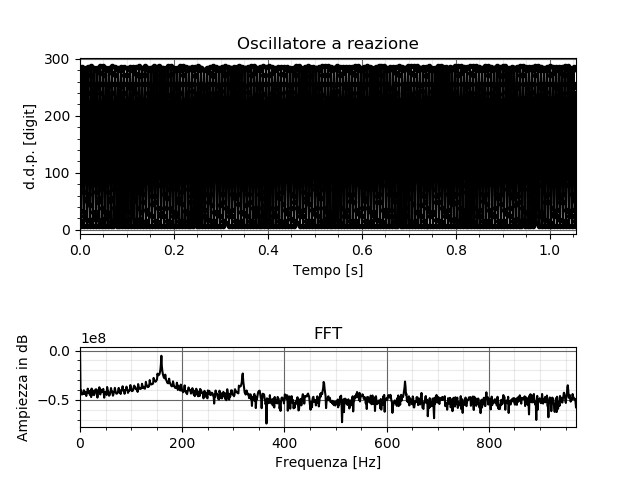 Oscillatore a reazione
300
200
100
0
d.d.p. [digit]
0.0 0.2 0.4 0.6 0.8 1.0
Tempo [s]
FFT
1e8
0.0
−0.5
Ampiezza in dB
0 200 400 600 800
Frequenza [Hz]